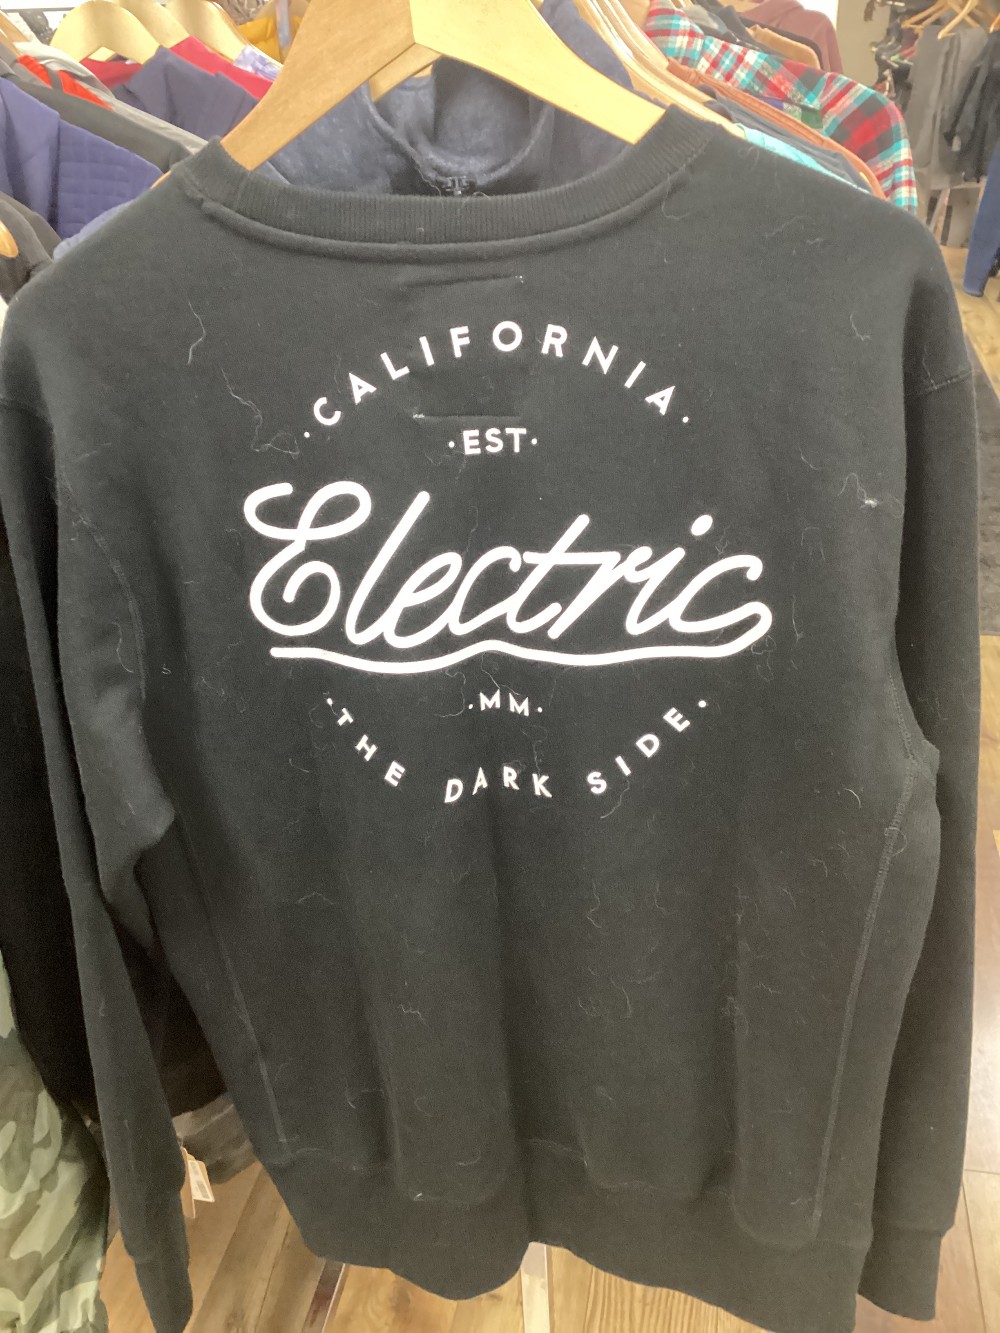 ·CALIFORNIA·
·EST·
Electric
·MM·
·THE DARK SIDE·